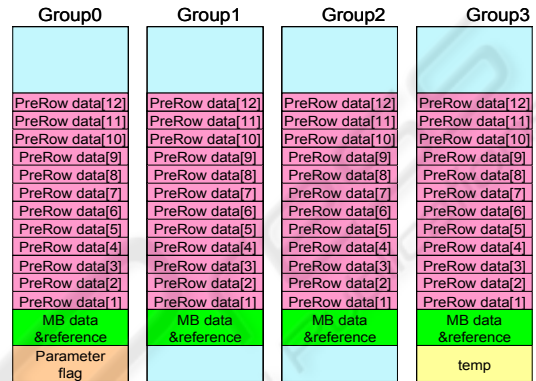 Group0 Group1 Group2 Group3
PreRow data[12] PreRow data[12] PreRow data[12] PreRow data[12]
PreRow data[11] PreRow data[11] PreRow data[11] PreRow data[11]
PreRow data[10] PreRow data[10] PreRow data[10] PreRow data[10]
PreRow data[9] PreRow data[9] PreRow data[9] PreRow data[9]
PreRow data[8] PreRow data[8] PreRow data[8] PreRow data[8]
PreRow data[7] PreRow data[7] PreRow data[7] PreRow data[7]
PreRow data[6] PreRow data[6] PreRow data[6] PreRow data[6]
PreRow data[5] PreRow data[5] PreRow data[5] PreRow data[5]
PreRow data[4] PreRow data[4] PreRow data[4] PreRow data[4]
PreRow data[3] PreRow data[3] PreRow data[3] PreRow data[3]
PreRow data[2] PreRow data[2] PreRow data[2] PreRow data[2]
PreRow data[1] PreRow data[1] PreRow data[1] PreRow data[1]
MB data MB data MB data MB data
&reference &reference &reference &reference
Parameter
flag temp